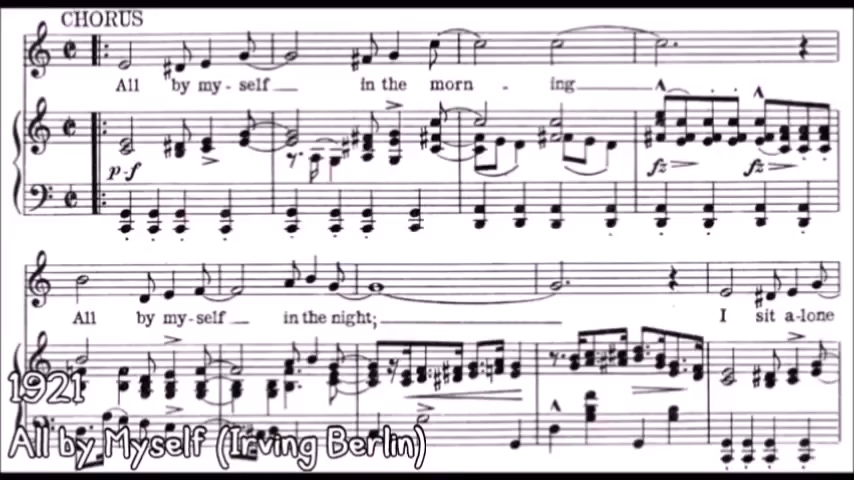 CHORUS
All by my-self in the morn - ing
p-f
fz fz
All by my-self in the night;
I sit a-lone
1921
All by Myself (Irving Berlin)